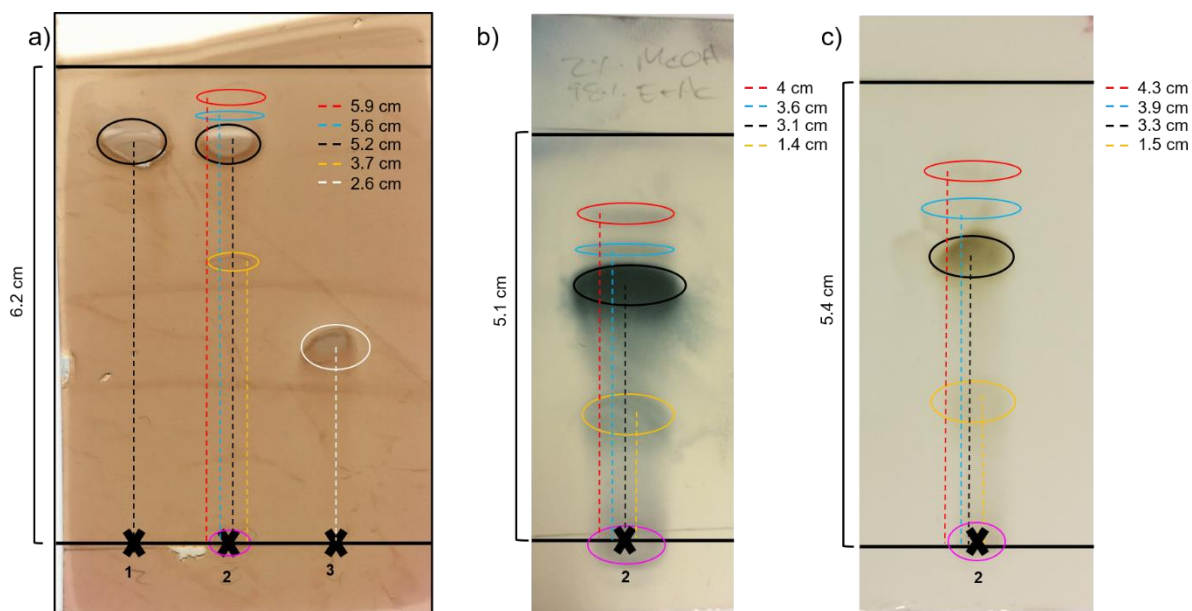 a)
5.9 cm
5.6 cm
5.2 cm
3.7 cm
2.6 cm
6.2 cm
1
2
3
b)
2% MeOH
98% EtAc
4 cm
3.6 cm
3.1 cm
1.4 cm
5.1 cm
2
c)
4.3 cm
3.9 cm
3.3 cm
1.5 cm
5.4 cm
2